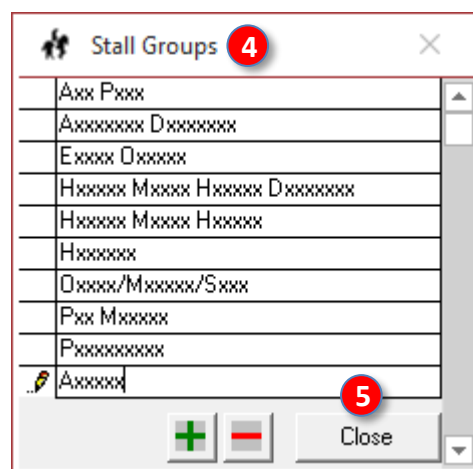 Stall Groups 4
Axx Pxxx
Axxxxxxx Dxxxxxxx
Exxxx Oxxxxx
Hxxxxx Mxxxx Hxxxxx Dxxxxxxx
Hxxxxx Mxxxx Hxxxxx
Hxxxxxx
Oxxxx/Mxxxxx/Sxxx
Pxx Mxxxxx
Pxxxxxxxxx
Axxxxx
5
Close